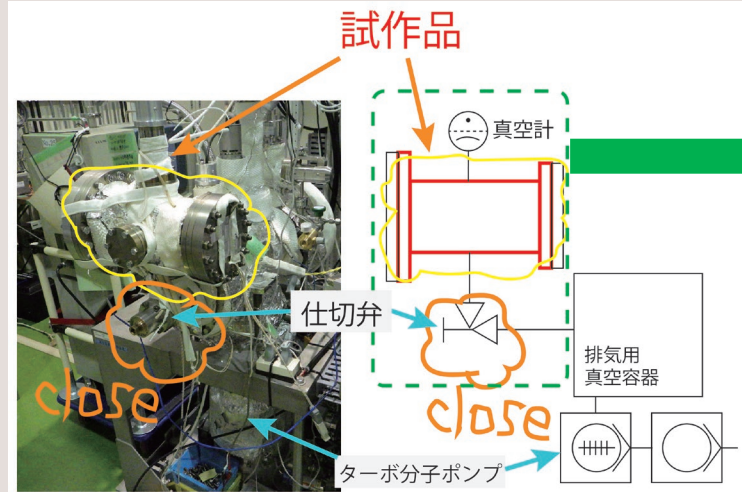 試作品
真空計
仕切弁
close
close
排気用
真空容器
ターボ分子ポンプ